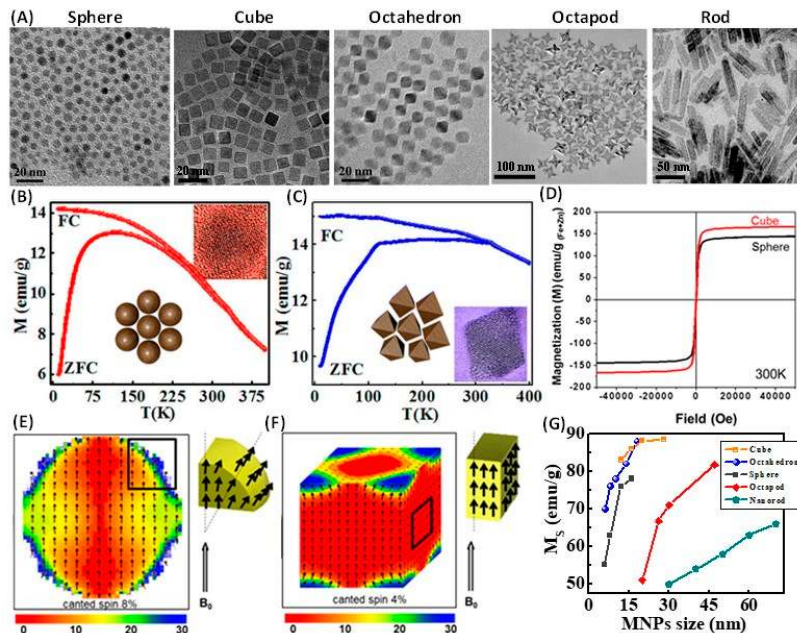 (A) Sphere Cube Octahedron Octapod Rod
20 nm 20 nm 20 nm 100 nm 50 nm
(B)
14
12
10
8
6
M (emu/g)
FC
ZFC
0 75 150 225 300 375
T(K)
(C)
16
14
12
10
M (emu/g)
FC
ZFC
0 100 200 300 400
T(K)
(D)
200
150
100
50
0
-50
-100
-150
-200
Magnetization (M) (emu/g (Fe+Zn)
Cube
Sphere
300K
-40000 -20000 0 20000 40000
Field (Oe)
(E)
canted spin 8%
0 10 20 30
B0
(F)
canted spin 4%
0 10 20 30
B0
(G)
90
80
70
60
50
MS (emu/g)
Cube
Octahedron
Sphere
Octapod
Nanorod
0 15 30 45 60
MNPs size (nm)